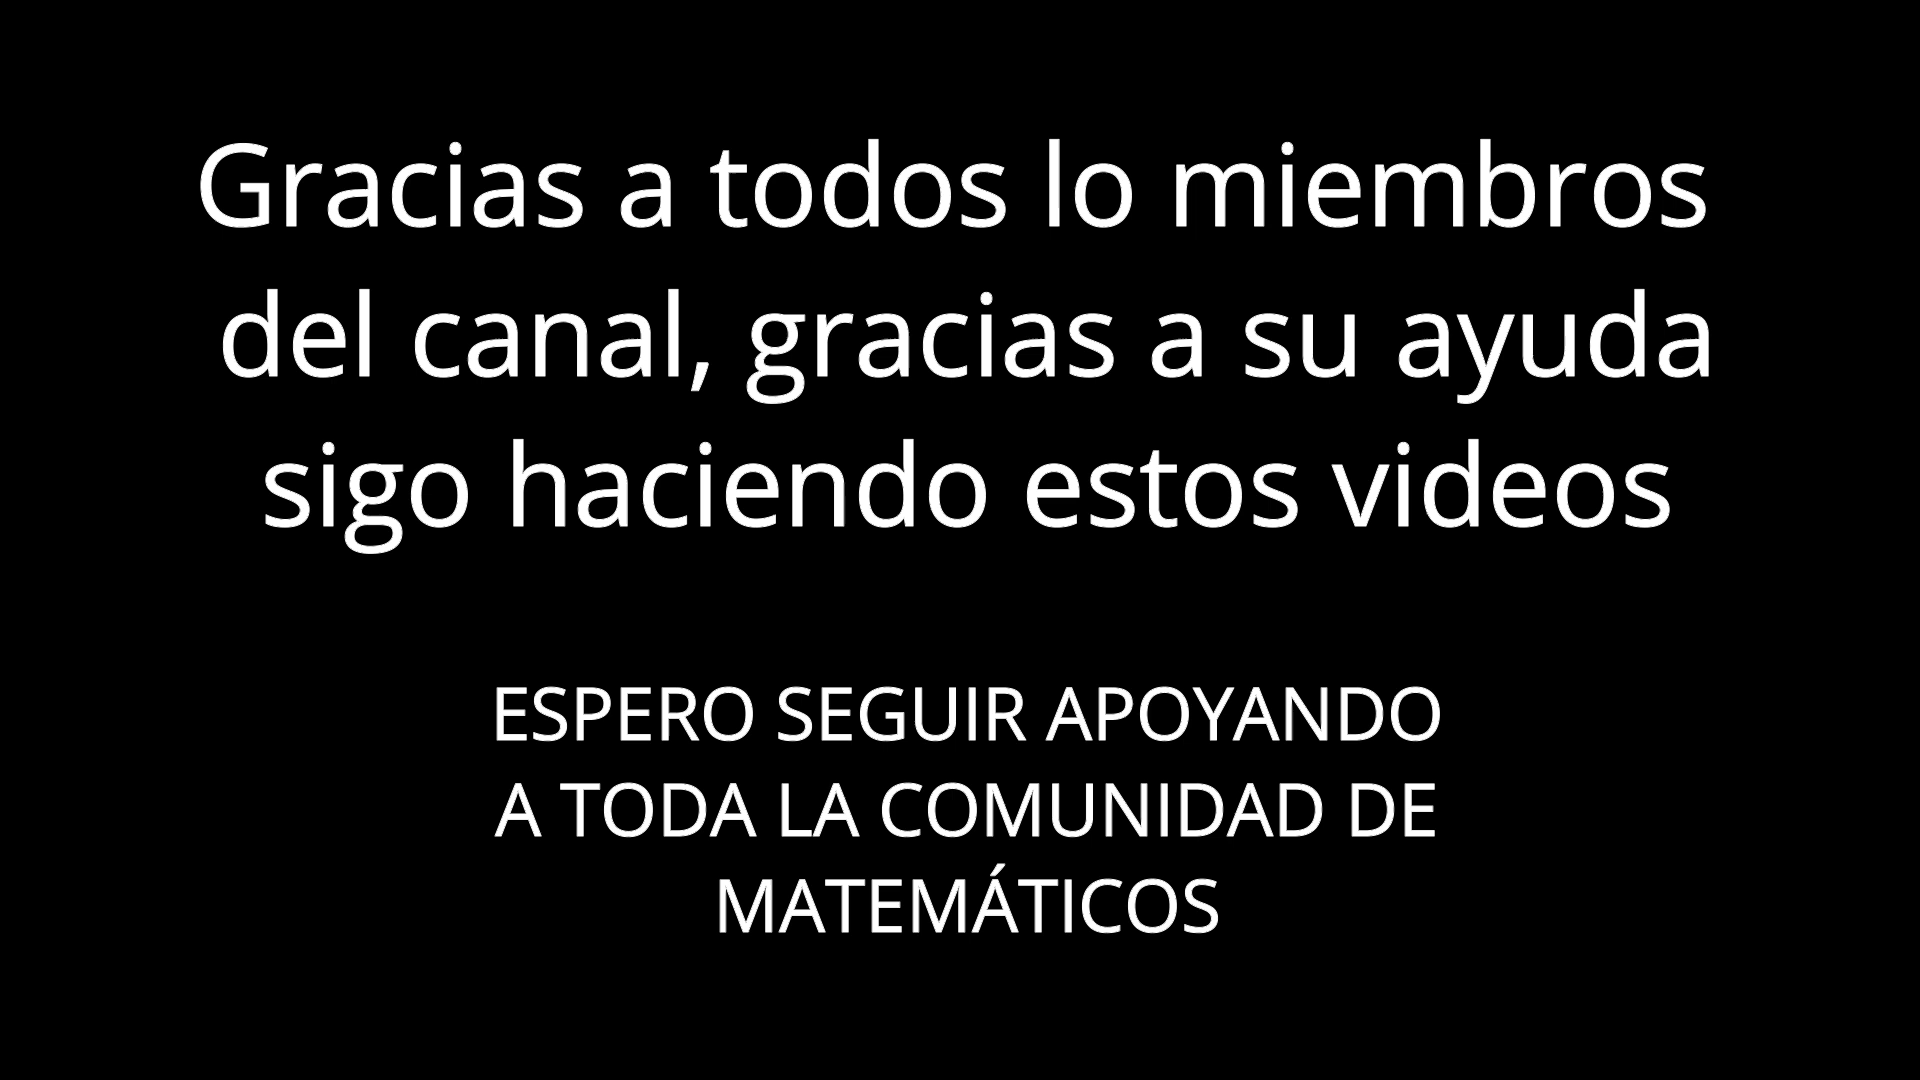 Gracias a todos lo miembros
del canal, gracias a su ayuda
sigo haciendo estos videos
ESPERO SEGUIR APOYANDO
A TODA LA COMUNIDAD DE
MATEMÁTICOS